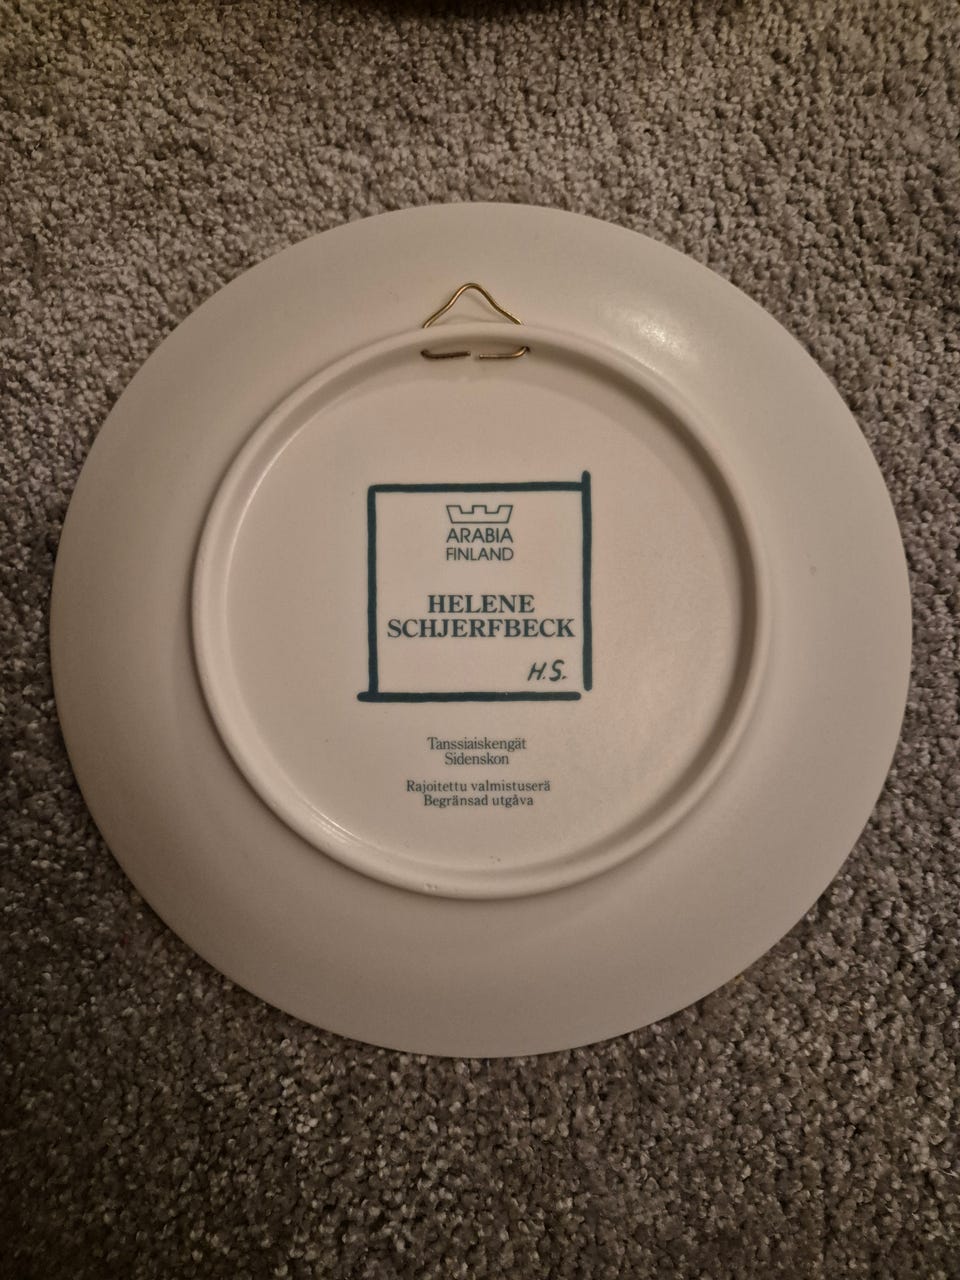 ARABIA
FINLAND
HELENE
SCHJERFBECK
H.S.
Tanssiaiskengät
Sidenskon
Rajoitettu valmistuserä
Begränsad utgåva